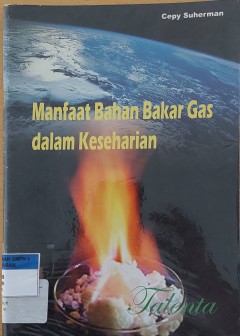 Cepy Suherman
Manfaat Bahan Bakar Gas
dalam Keseharian
Talenta